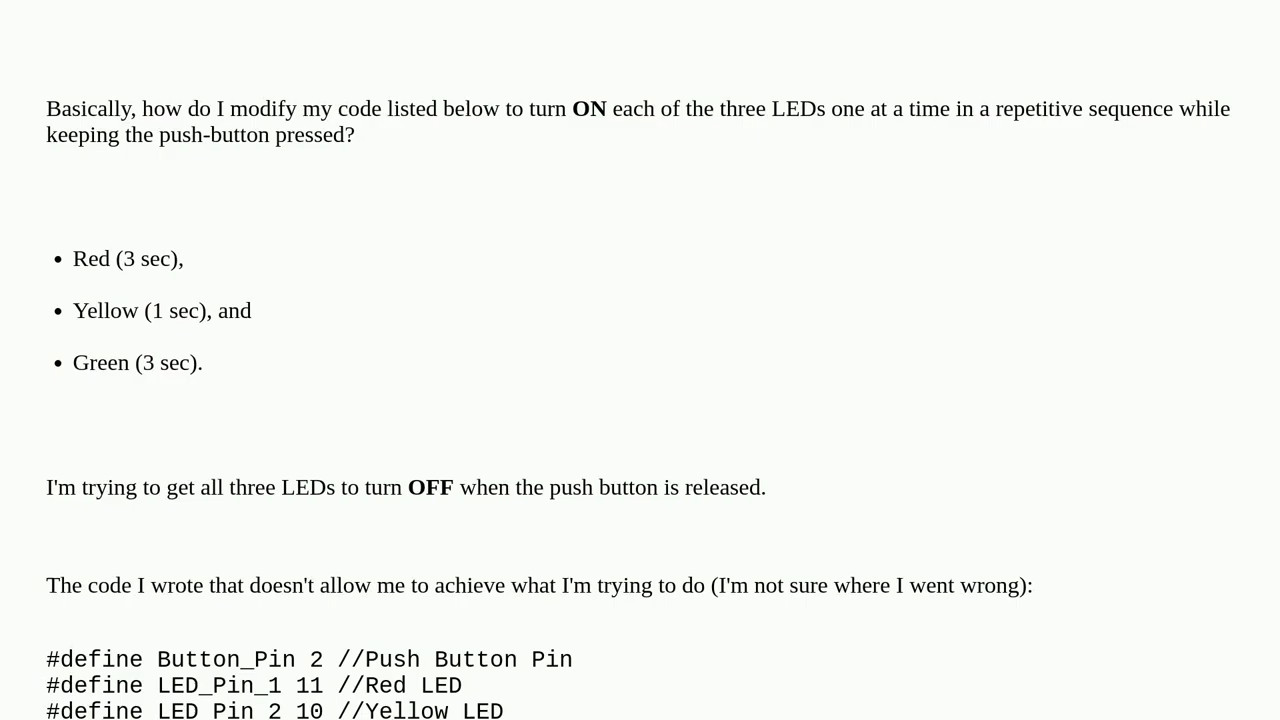 Basically, how do I modify my code listed below to turn ON each of the three LEDs one at a time in a repetitive sequence while
keeping the push-button pressed?
• Red (3 sec),
• Yellow (1 sec), and
• Green (3 sec).
I'm trying to get all three LEDs to turn OFF when the push button is released.
The code I wrote that doesn't allow me to achieve what I'm trying to do (I'm not sure where I went wrong):
#define Button_Pin 2 //Push Button Pin
#define LED_Pin_1 11 //Red LED
#define LED_Pin_2 10 //Yellow LED